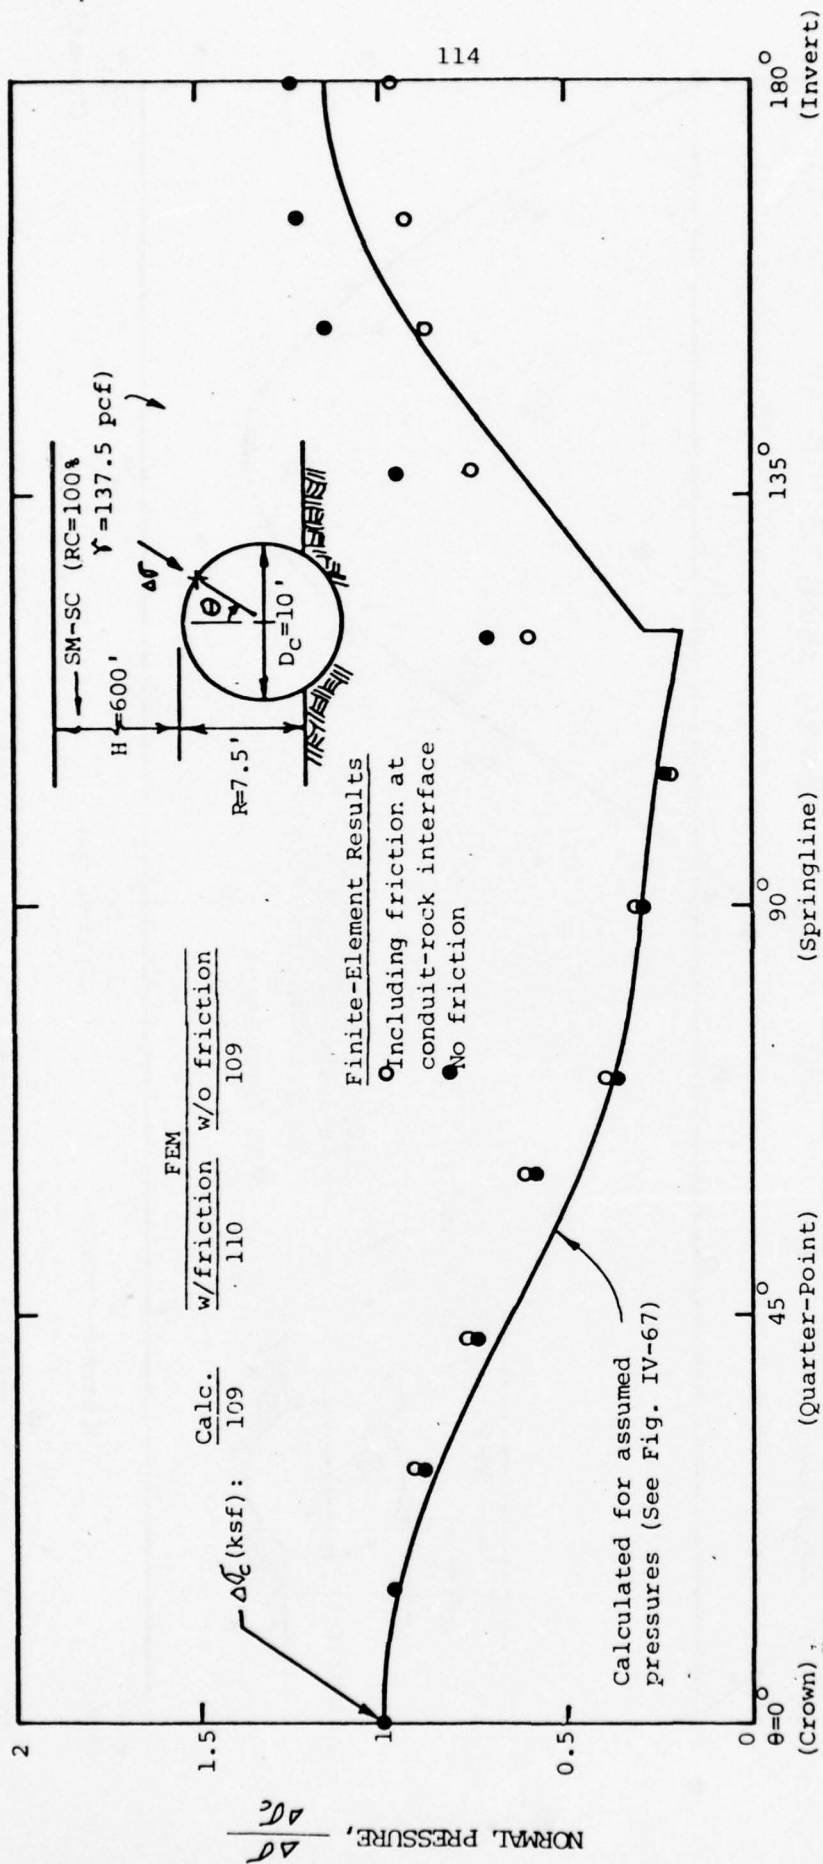 114
2
1.5
1
0.5
0
NORMAL PRESSURE, Δσ/Δσc
Δσc (ksf):
FEM
Calc. w/friction w/o friction
109 110 109
SM-SC (RC=100%
γ=137.5 pcf)
H=600'
R=7.5'
Dc=10'
θ
Δσ
Finite-Element Results
Including friction at
conduit-rock interface
No friction
Calculated for assumed
pressures (See Fig. IV-67)
θ=0° 45° 90° 135° 180°
(Crown) (Quarter-Point) (Springline) (Invert)